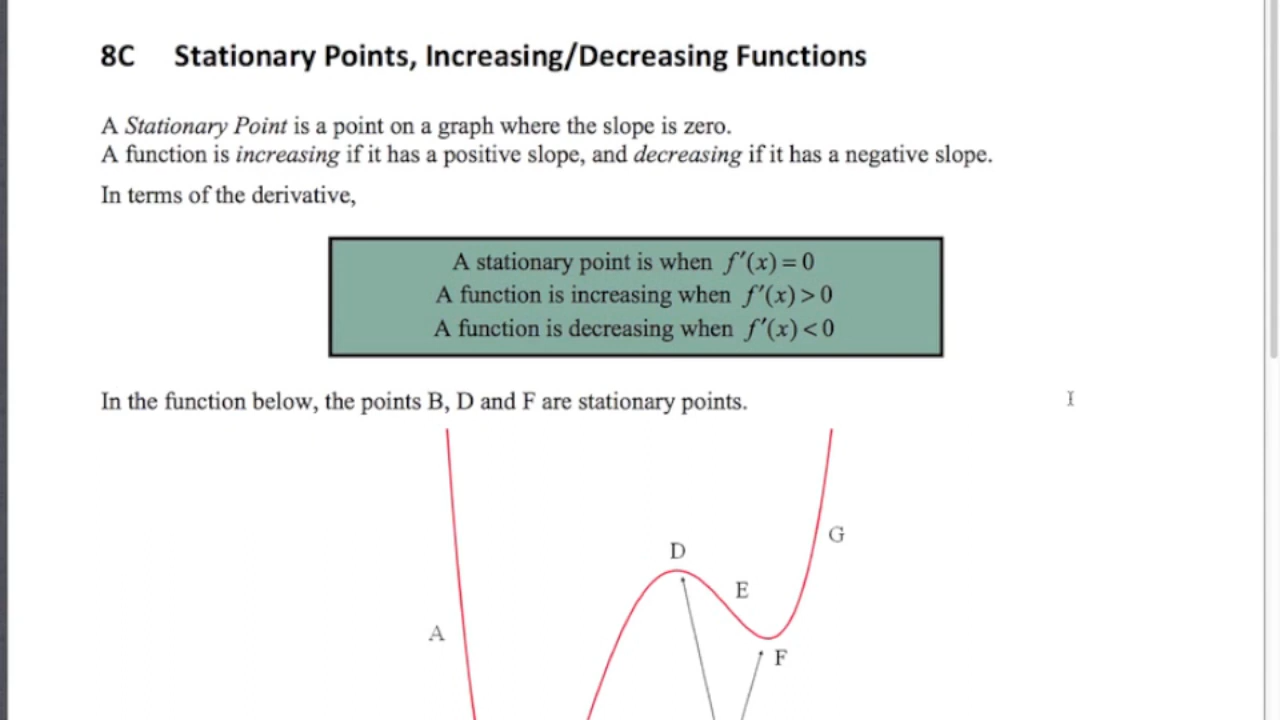 8C Stationary Points, Increasing/Decreasing Functions
A Stationary Point is a point on a graph where the slope is zero.
A function is increasing if it has a positive slope, and decreasing if it has a negative slope.
In terms of the derivative,
A stationary point is when f′(x) = 0
A function is increasing when f′(x) > 0
A function is decreasing when f′(x) < 0
In the function below, the points B, D and F are stationary points.
G
D
E
A
F